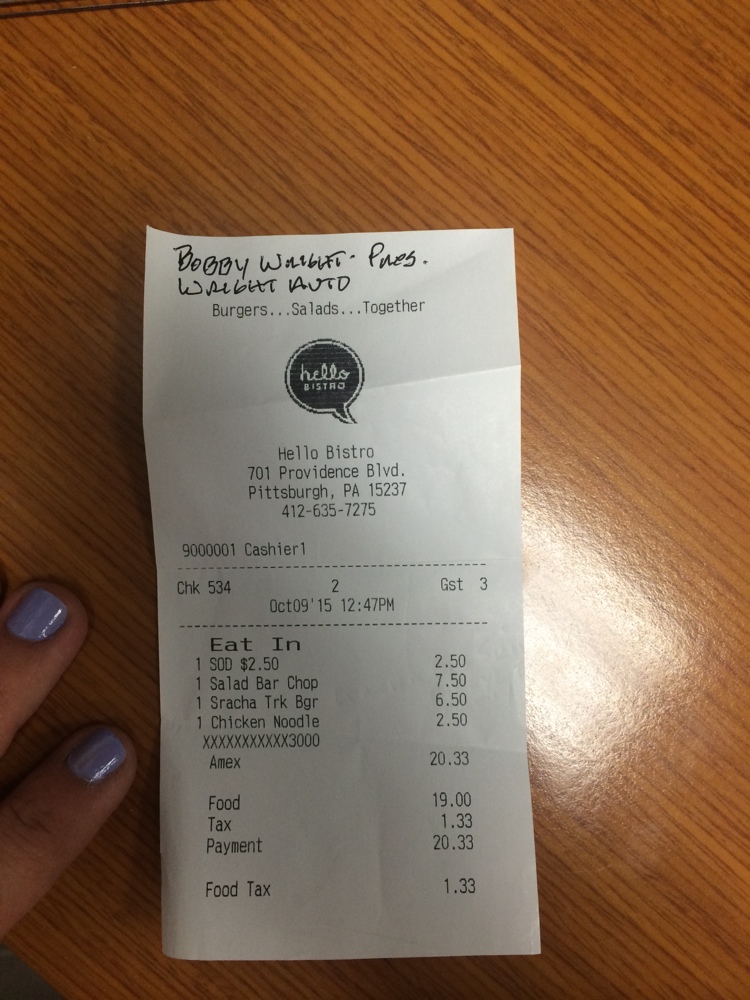 BOBBY WRIGHT - PRES.
WRIGHT AUTO
Burgers...Salads...Together
hello
BISTRO
Hello Bistro
701 Providence Blvd.
Pittsburgh, PA 15237
412-635-7275
9000001 Cashier1
Chk 534 2 Gst 3
Oct09'15 12:47PM
Eat In
1 SOD $2.50 2.50
1 Salad Bar Chop 7.50
1 Sracha Trk Bgr 6.50
1 Chicken Noodle 2.50
XXXXXXXXXXX3000
Amex 20.33
Food 19.00
Tax 1.33
Payment 20.33
Food Tax 1.33